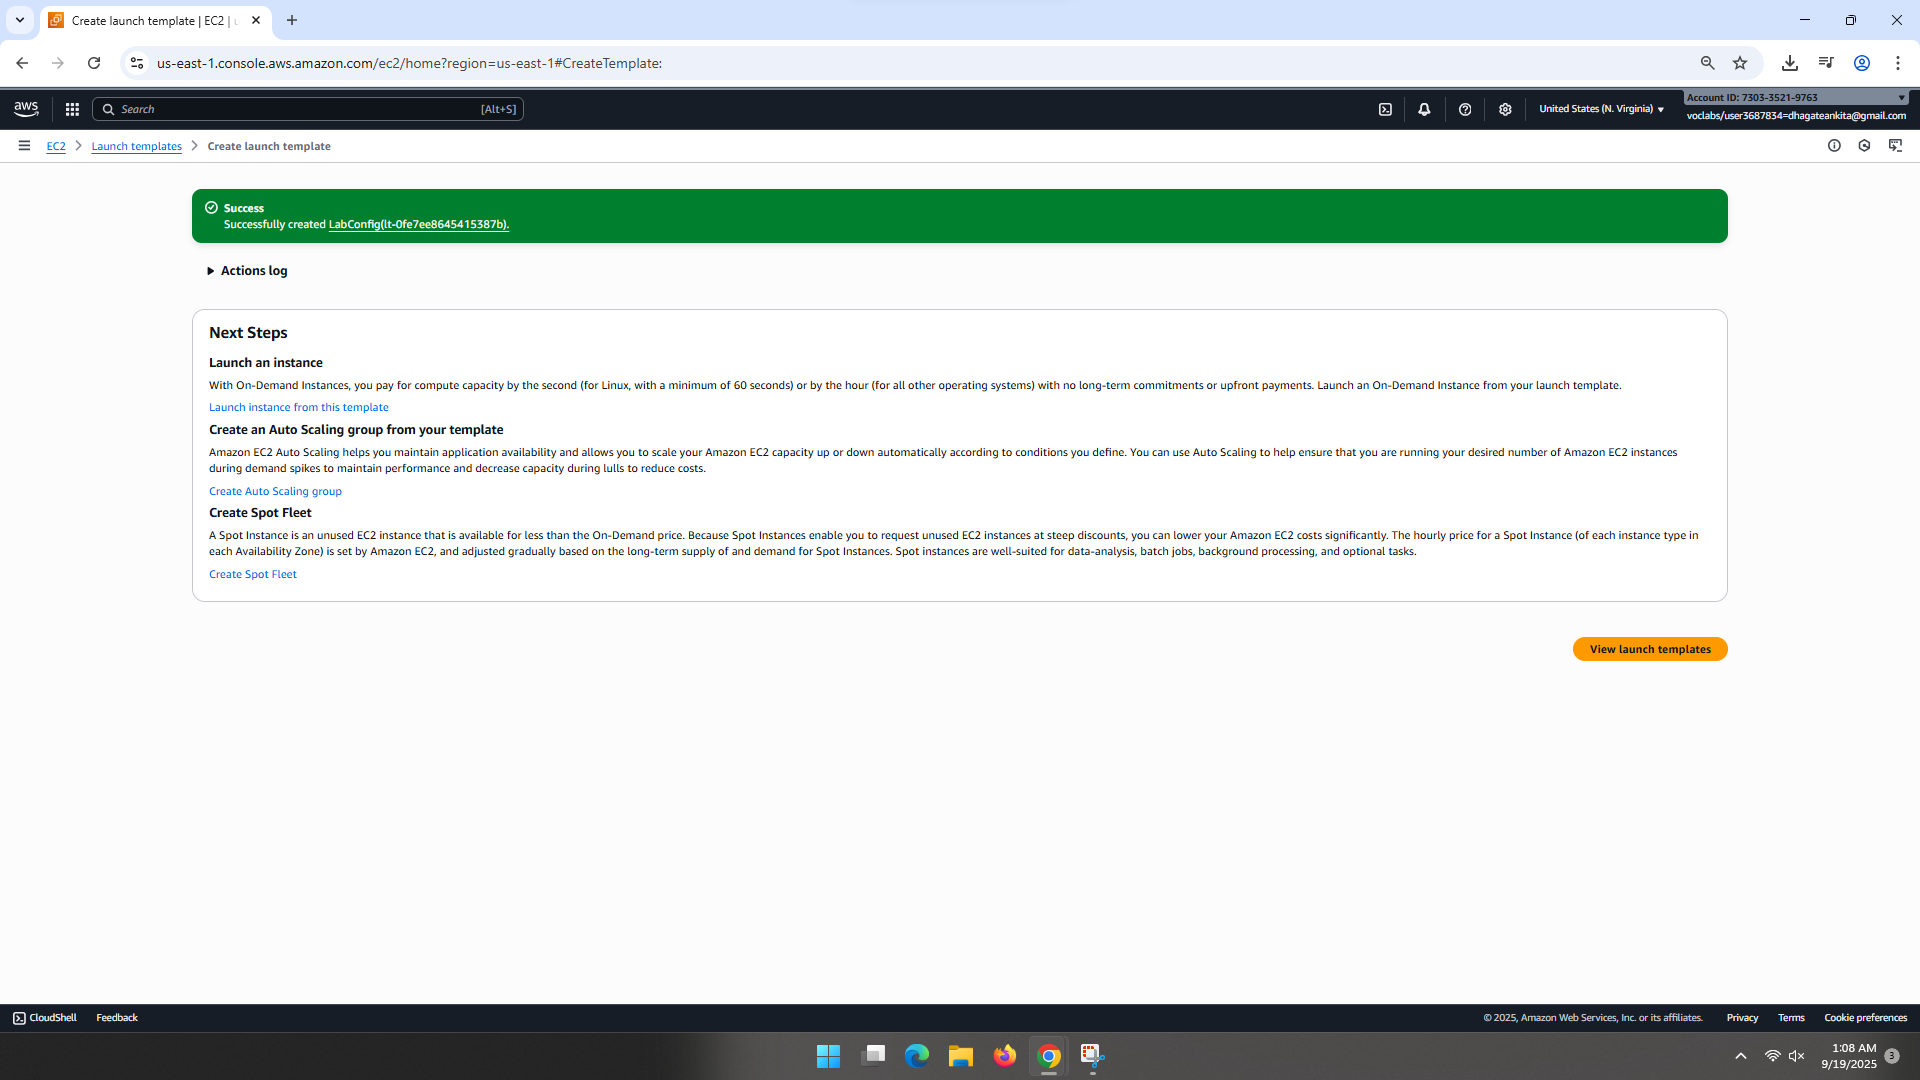 Create launch template | EC2 | u
us-east-1.console.aws.amazon.com/ec2/home?region=us-east-1#CreateTemplate:
aws
Search
[Alt+S]
United States (N. Virginia)
Account ID: 7303-3521-9763
voclabs/user3687834=dhagateankita@gmail.com
EC2
Launch templates
Create launch template
Success
Successfully created LabConfig(lt-0fe7ee8645415387b).
Actions log
Next Steps
Launch an instance
With On-Demand Instances, you pay for compute capacity by the second (for Linux, with a minimum of 60 seconds) or by the hour (for all other operating systems) with no long-term commitments or upfront payments. Launch an On-Demand Instance from your launch template.
Launch instance from this template
Create an Auto Scaling group from your template
Amazon EC2 Auto Scaling helps you maintain application availability and allows you to scale your Amazon EC2 capacity up or down automatically according to conditions you define. You can use Auto Scaling to help ensure that you are running your desired number of Amazon EC2 instances
during demand spikes to maintain performance and decrease capacity during lulls to reduce costs.
Create Auto Scaling group
Create Spot Fleet
A Spot Instance is an unused EC2 instance that is available for less than the On-Demand price. Because Spot Instances enable you to request unused EC2 instances at steep discounts, you can lower your Amazon EC2 costs significantly. The hourly price for a Spot Instance (of each instance type in
each Availability Zone) is set by Amazon EC2, and adjusted gradually based on the long-term supply of and demand for Spot Instances. Spot instances are well-suited for data-analysis, batch jobs, background processing, and optional tasks.
Create Spot Fleet
View launch templates
CloudShell
Feedback
© 2025, Amazon Web Services, Inc. or its affiliates.
Privacy
Terms
Cookie preferences
1:08 AM
9/19/2025
3